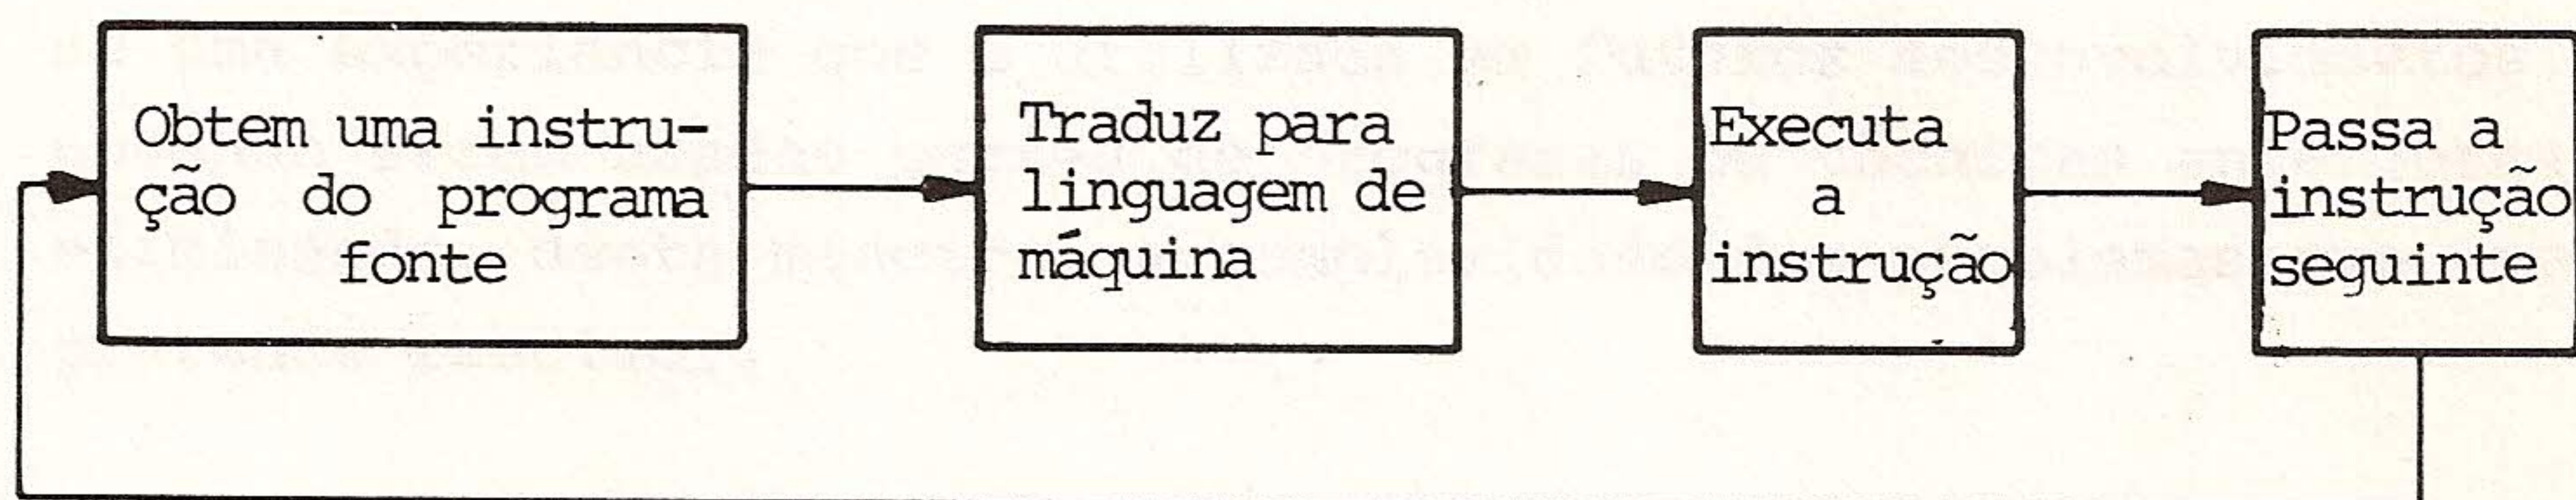 Obtem uma instru-
ção do programa
fonte
Traduz para
linguagem de
máquina
Executa
a
instrução
Passa a
instrução
seguinte